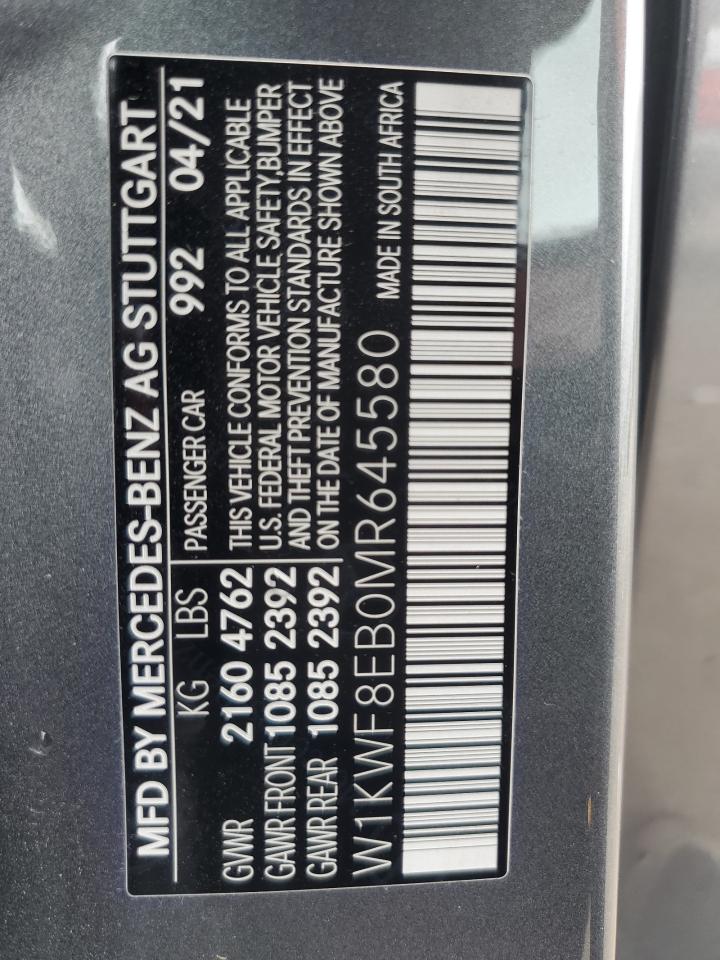 MFD BY MERCEDES-BENZ AG STUTTGART
KG LBS PASSENGER CAR 992 04/21
GVWR 2160 4762
GAWR FRONT 1085 2392
GAWR REAR 1085 2392
THIS VEHICLE CONFORMS TO ALL APPLICABLE
U.S. FEDERAL MOTOR VEHICLE SAFETY,BUMPER
AND THEFT PREVENTION STANDARDS IN EFFECT
ON THE DATE OF MANUFACTURE SHOWN ABOVE
W1KWF8EB0MR645580 MADE IN SOUTH AFRICA